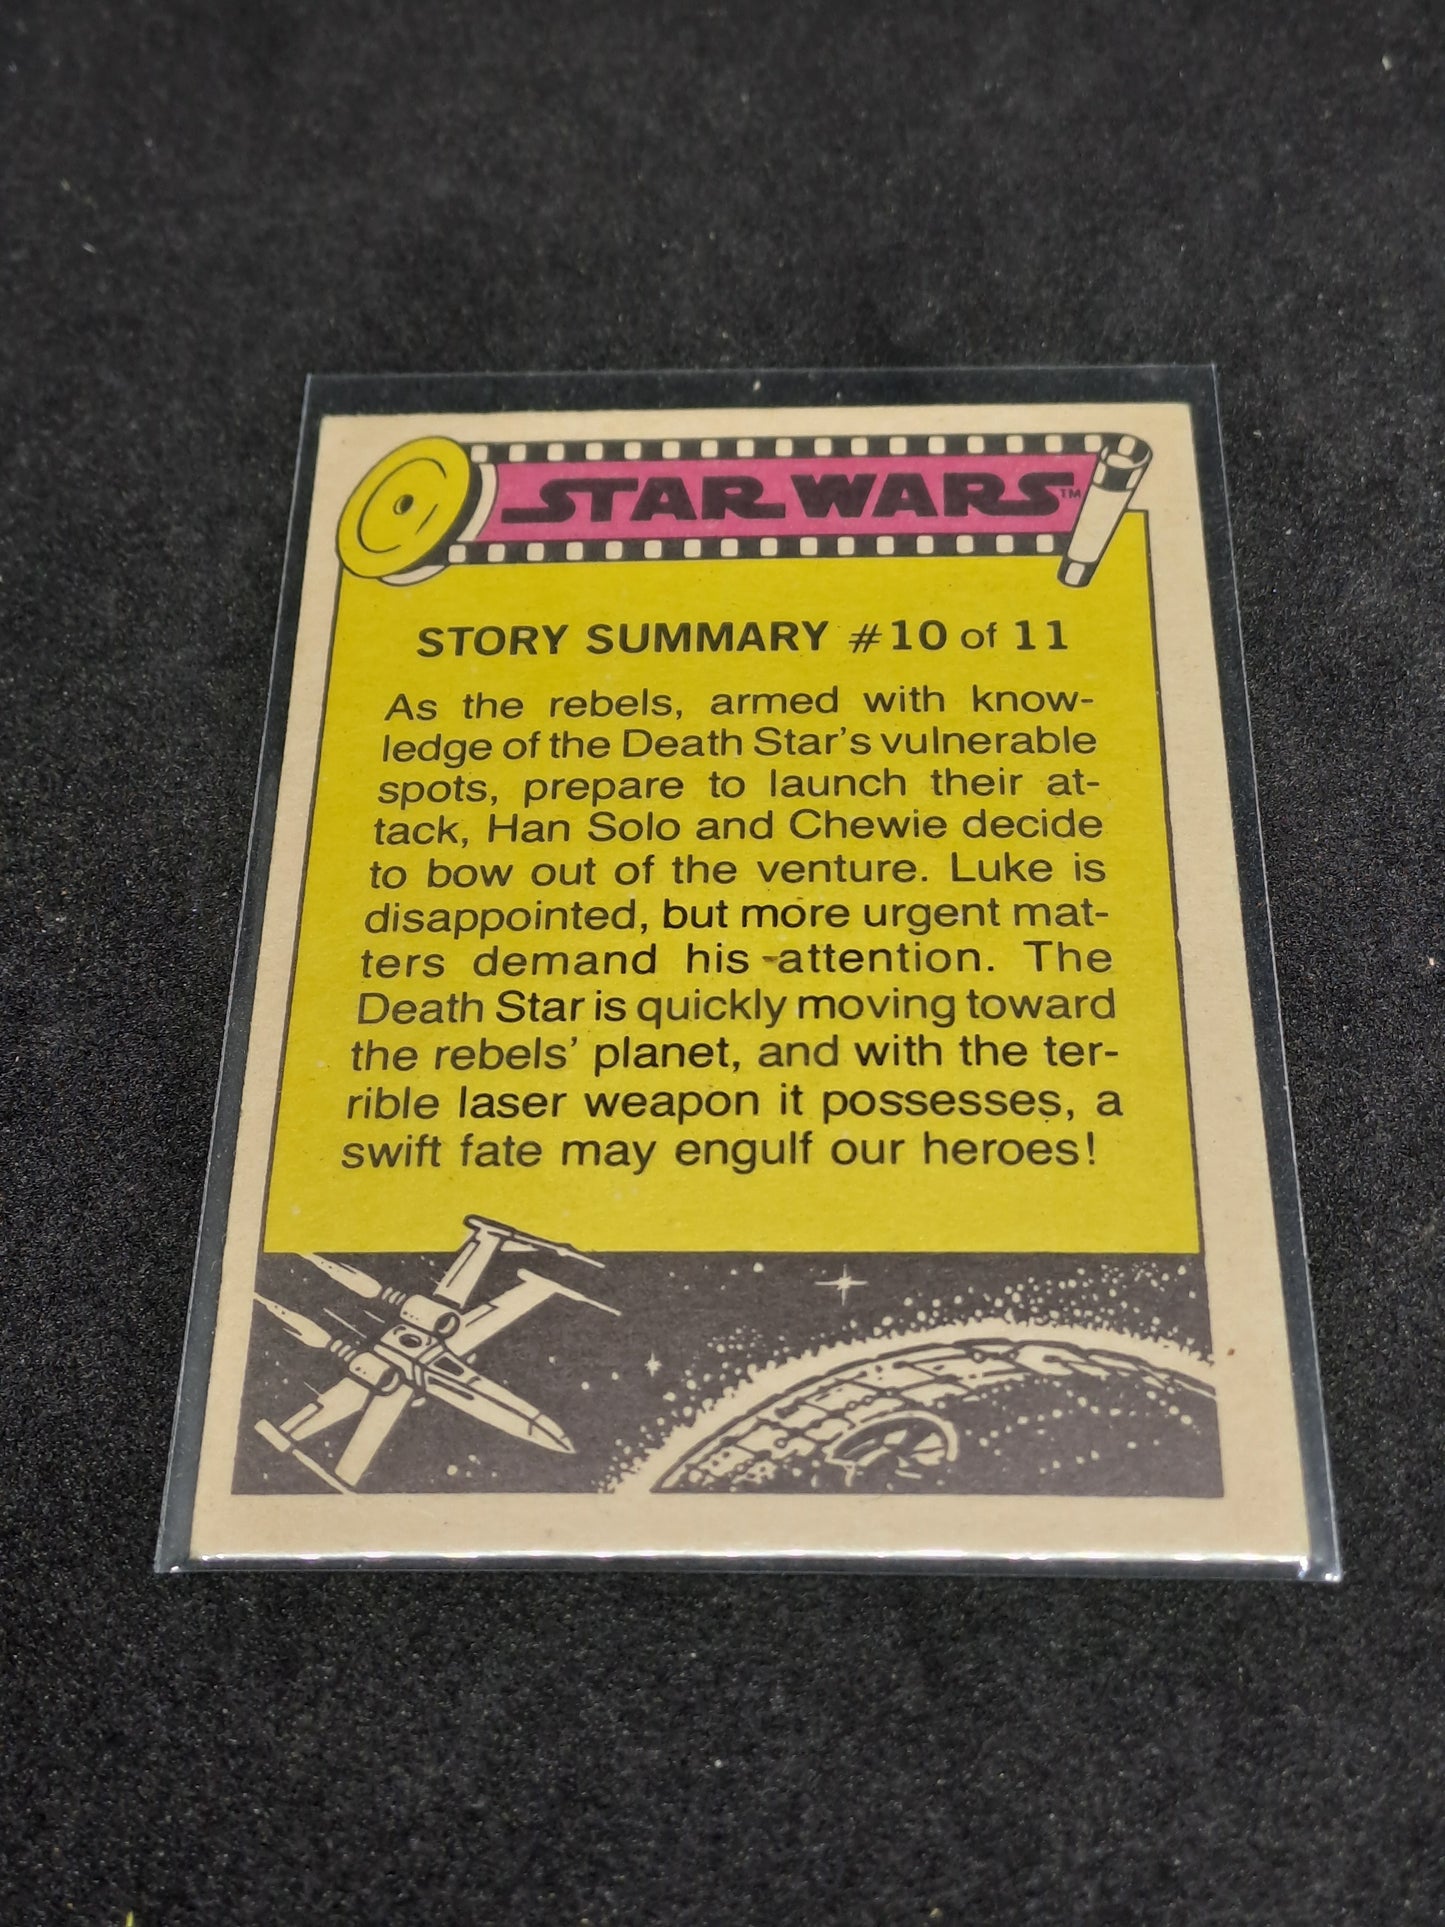 STAR WARS™
STORY SUMMARY #10 of 11
As the rebels, armed with know-
ledge of the Death Star's vulnerable
spots, prepare to launch their at-
tack, Han Solo and Chewie decide
to bow out of the venture. Luke is
disappointed, but more urgent mat-
ters demand his attention. The
Death Star is quickly moving toward
the rebels' planet, and with the ter-
rible laser weapon it possesses, a
swift fate may engulf our heroes!